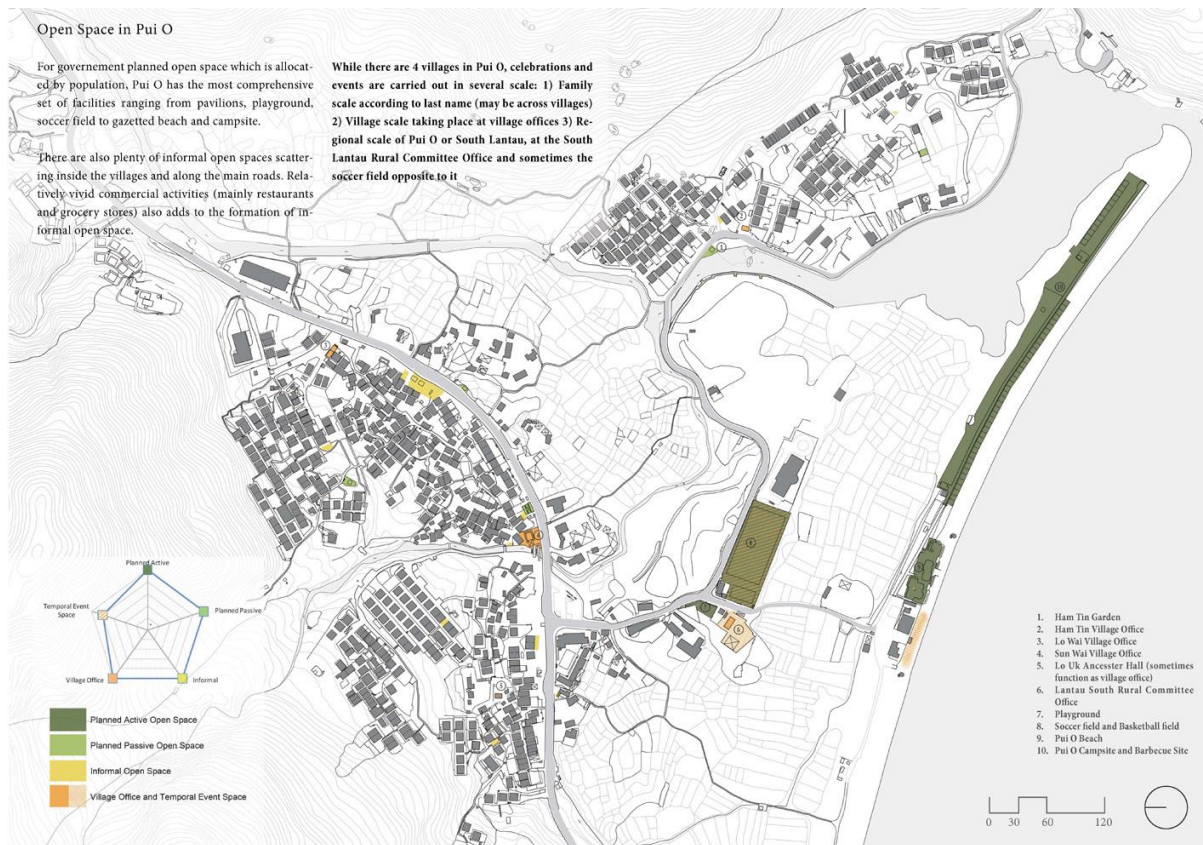 Open Space in Pui O
For governement planned open space which is allocat-
ed by population, Pui O has the most comprehensive
set of facilities ranging from pavilions, playground,
soccer field to gazetted beach and campsite.
There are also plenty of informal open spaces scatter-
ing inside the villages and along the main roads. Rela-
tively vivid commercial activities (mainly restaurants
and grocery stores) also adds to the formation of in-
formal open space.
While there are 4 villages in Pui O, celebrations and
events are carried out in several scale: 1) Family
scale according to last name (may be across villages)
2) Village scale taking place at village offices 3) Re-
gional scale of Pui O or South Lantau, at the South
Lantau Rural Committee Office and sometimes the
soccer field opposite to it
2
1
10
3
4
8
9
7
6
5
Planned Active
Temporal Event
Space
Planned Passive
Village Office
Informal
Planned Active Open Space
Planned Passive Open Space
Informal Open Space
Village Office and Temporal Event Space
1. Ham Tin Garden
2. Ham Tin Village Office
3. Lo Wai Village Office
4. Sun Wai Village Office
5. Lo Uk Ancester Hall (sometimes
function as village office)
6. Lantau South Rural Committee
Office
7. Playground
8. Soccer field and Basketball field
9. Pui O Beach
10. Pui O Campsite and Barbecue Site
0 30 60 120